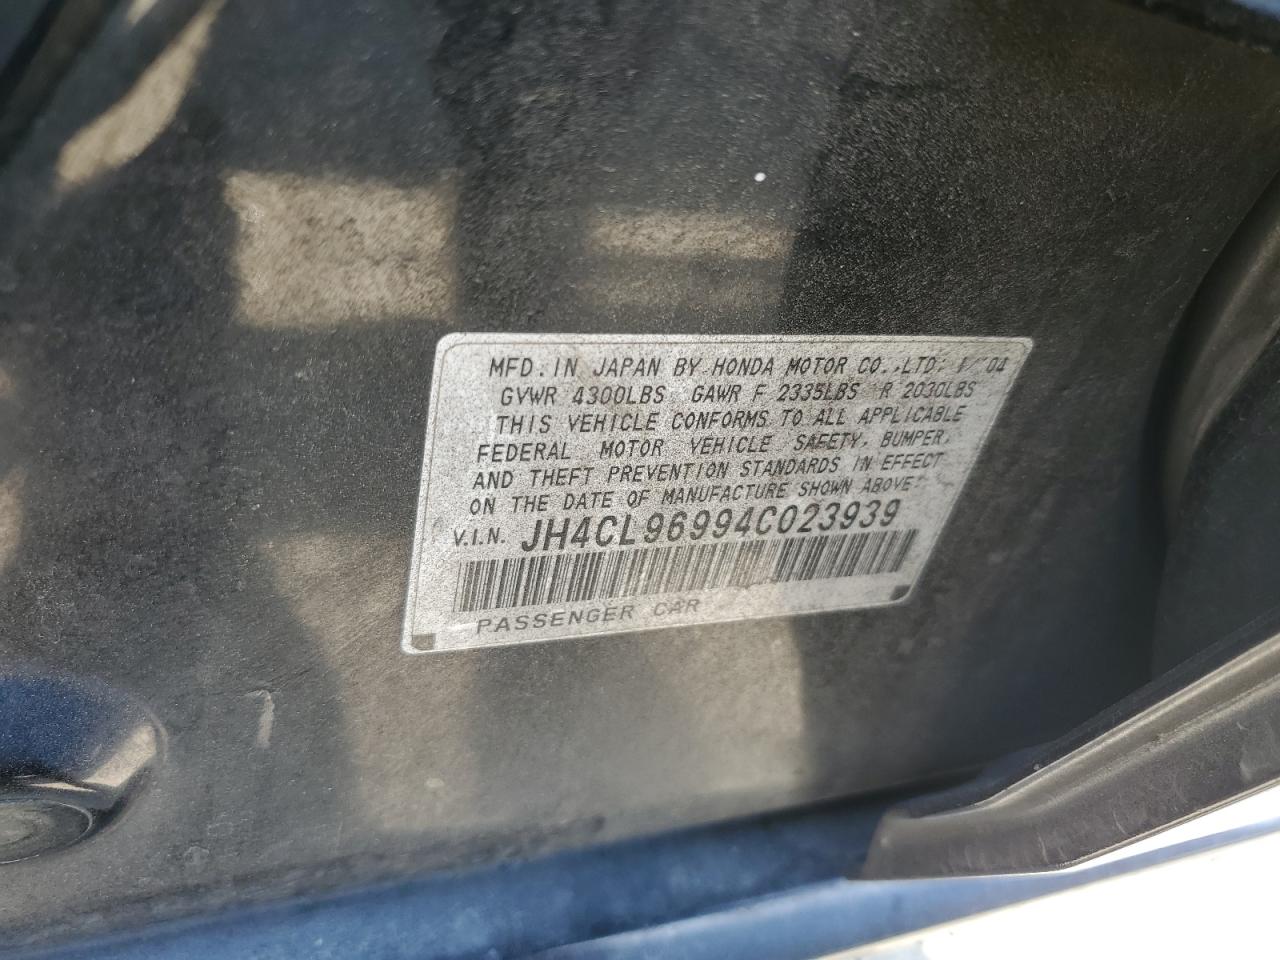 MFD. IN JAPAN BY HONDA MOTOR CO.,LTD: /04
GVWR 4300LBS GAWR F 2335LBS R 2030LBS
THIS VEHICLE CONFORMS TO ALL APPLICABLE
FEDERAL MOTOR VEHICLE SAFETY, BUMPER,
AND THEFT PREVENTION STANDARDS IN EFFECT
ON THE DATE OF MANUFACTURE SHOWN ABOVE.
V.I.N. JH4CL96994C023939
PASSENGER CAR